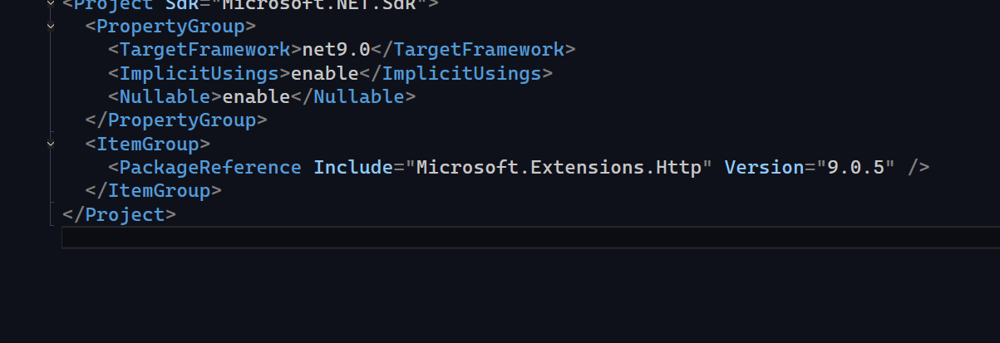 <Project Sdk="Microsoft.NET.Sdk">
<PropertyGroup>
<TargetFramework>net9.0</TargetFramework>
<ImplicitUsings>enable</ImplicitUsings>
<Nullable>enable</Nullable>
</PropertyGroup>
<ItemGroup>
<PackageReference Include="Microsoft.Extensions.Http" Version="9.0.5" />
</ItemGroup>
</Project>